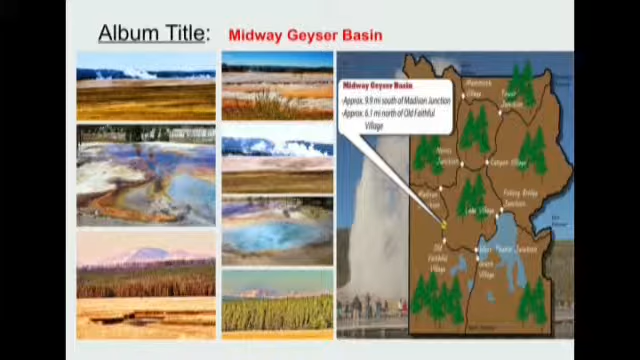 Album Title: Midway Geyser Basin
Midway Geyser Basin
-Approx. 9.9 mi south of Madison Junction
-Approx. 6.1 mi north of Old Faithful
Village
Mammoth
Village
Tower
Junction
Norris
Junction
Canyon Village
Madison
Fishing Bridge
Junction
Lake Village
Old
Faithful
Village
West Thumb Junction
Grant
Village